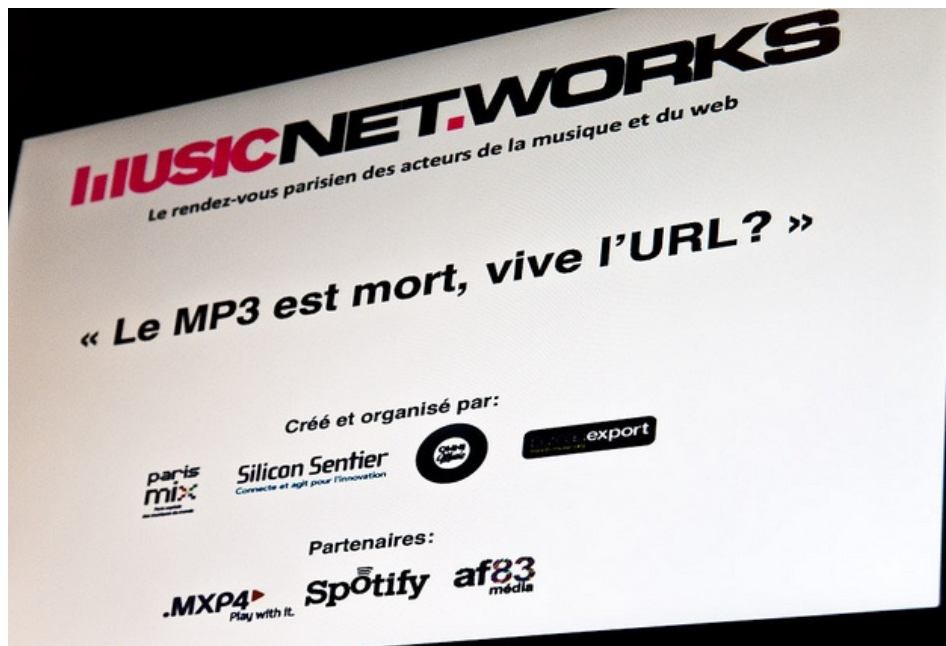 MUSICNET.WORKS
Le rendez-vous parisien des acteurs de la musique et du web
« Le MP3 est mort, vive l'URL? »
Créé et organisé par:
paris
mix
Silicon Sentier
Connecte et agit pour l'innovation
export
Partenaires:
.MXP4
Play with it.
Spotify
af83
média